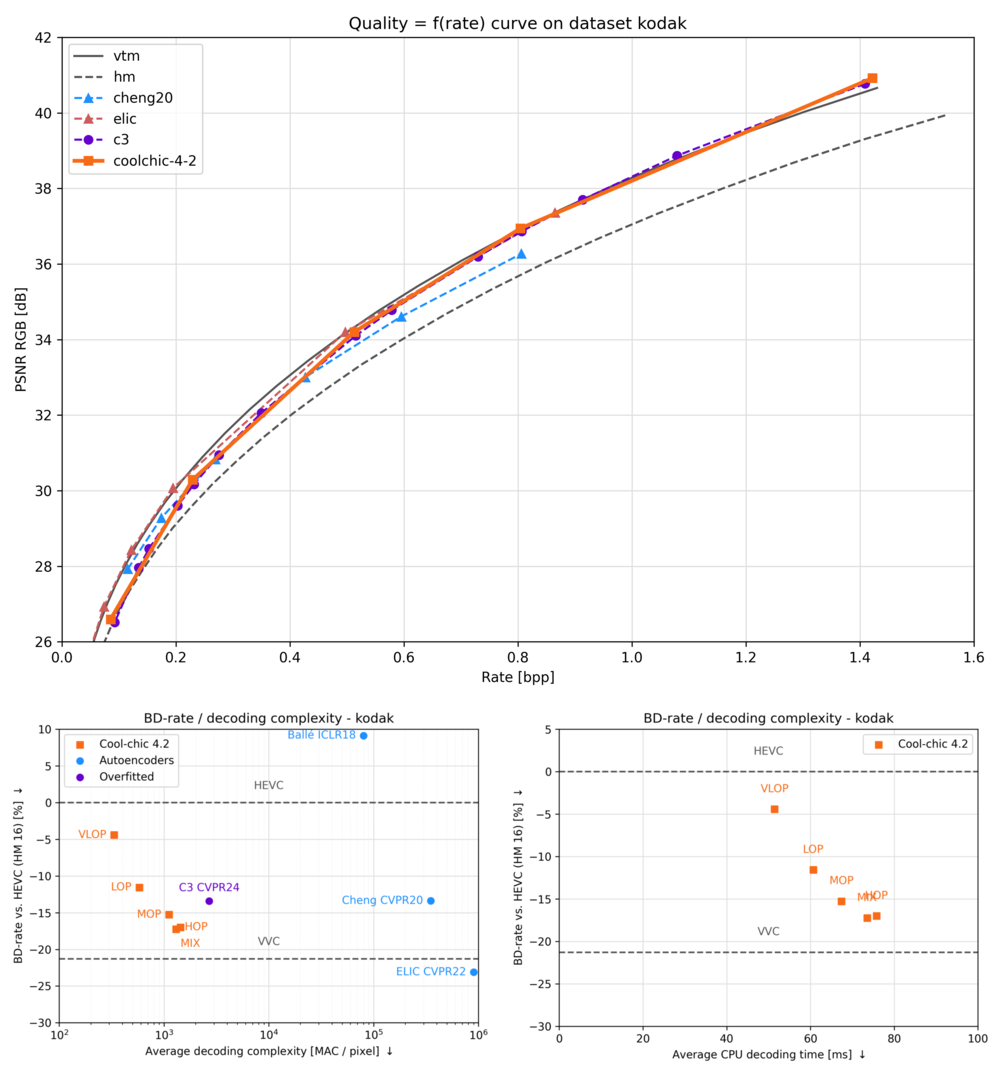 Quality = f(rate) curve on dataset kodak
42
40
38
36
34
32
30
28
26
PSNR RGB [dB]
vtm
hm
cheng20
elic
c3
coolchic-4-2
0.0 0.2 0.4 0.6 0.8 1.0 1.2 1.4 1.6
Rate [bpp]
BD-rate / decoding complexity - kodak
10
5
0
−5
−10
−15
−20
−25
−30
BD-rate vs. HEVC (HM 16) [%] ↓
Cool-chic 4.2
Autoencoders
Overfitted
Ballé ICLR18
HEVC
VLOP
LOP
C3 CVPR24
Cheng CVPR20
MOP
HOP
MIX
VVC
ELIC CVPR22
10² 10³ 10⁴ 10⁵ 10⁶
Average decoding complexity [MAC / pixel] ↓
BD-rate / decoding complexity - kodak
5
0
−5
−10
−15
−20
−25
−30
BD-rate vs. HEVC (HM 16) [%] ↓
Cool-chic 4.2
HEVC
VLOP
LOP
MOP
MIX
HOP
VVC
0 20 40 60 80 100
Average CPU decoding time [ms] ↓